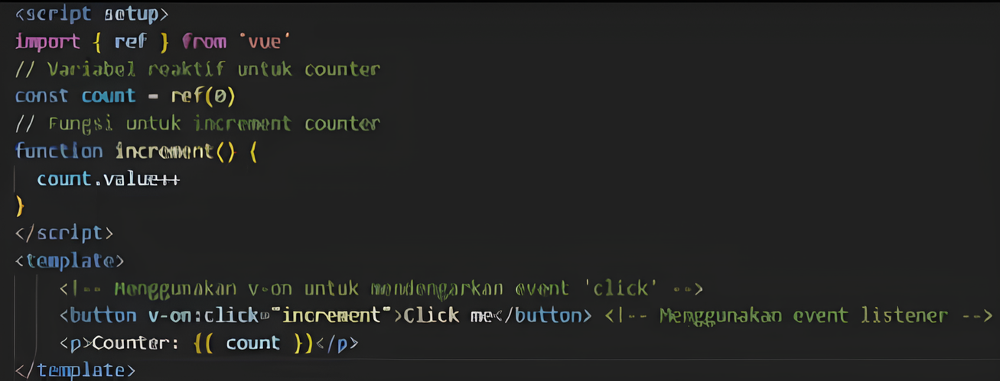 <script setup>
import { ref } from 'vue'
// Variabel reaktif untuk counter
const count = ref(0)
// Fungsi untuk increment counter
function increment() {
  count.value++
}
</script>
<template>
    <!-- Menggunakan v-on untuk mendengarkan event 'click' -->
    <button v-on:click="increment">Click me</button> <!-- Menggunakan event listener -->
    <p>Counter: {{ count }}</p>
</template>